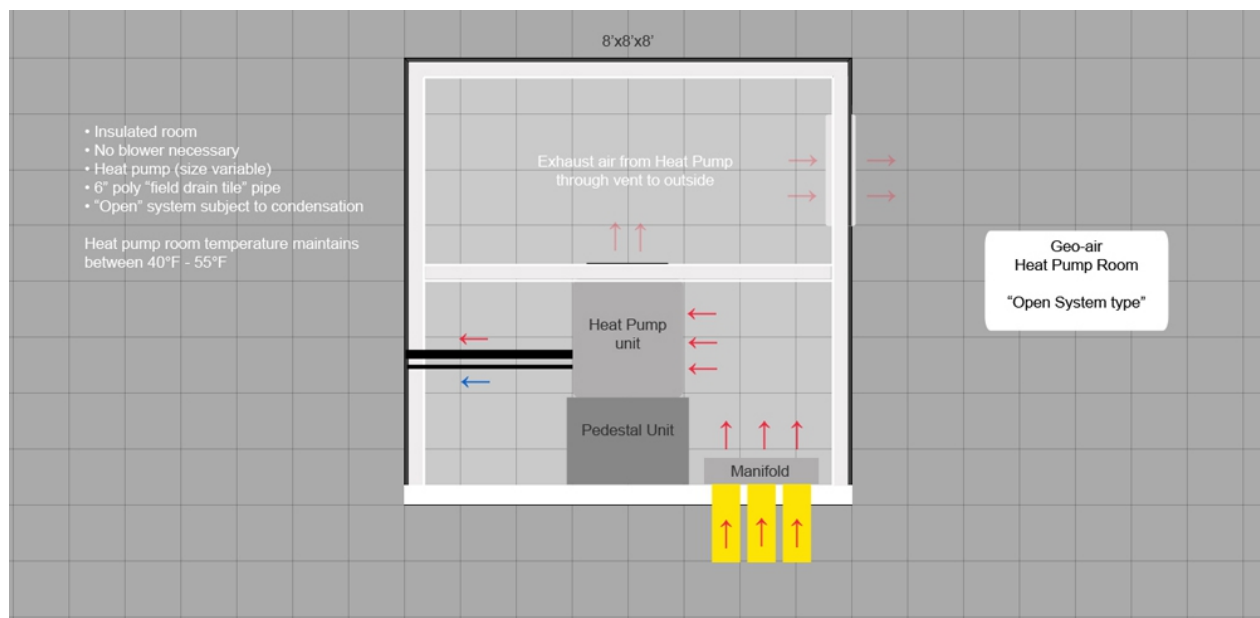 8'x8'x8'
• Insulated room
• No blower necessary
• Heat pump (size variable)
• 6" poly "field drain tile" pipe
• "Open" system subject to condensation
Heat pump room temperature maintains
between 40°F - 55°F
Exhaust air from Heat Pump
through vent to outside
Geo-air
Heat Pump Room
"Open System type"
Heat Pump
unit
Pedestal Unit
Manifold